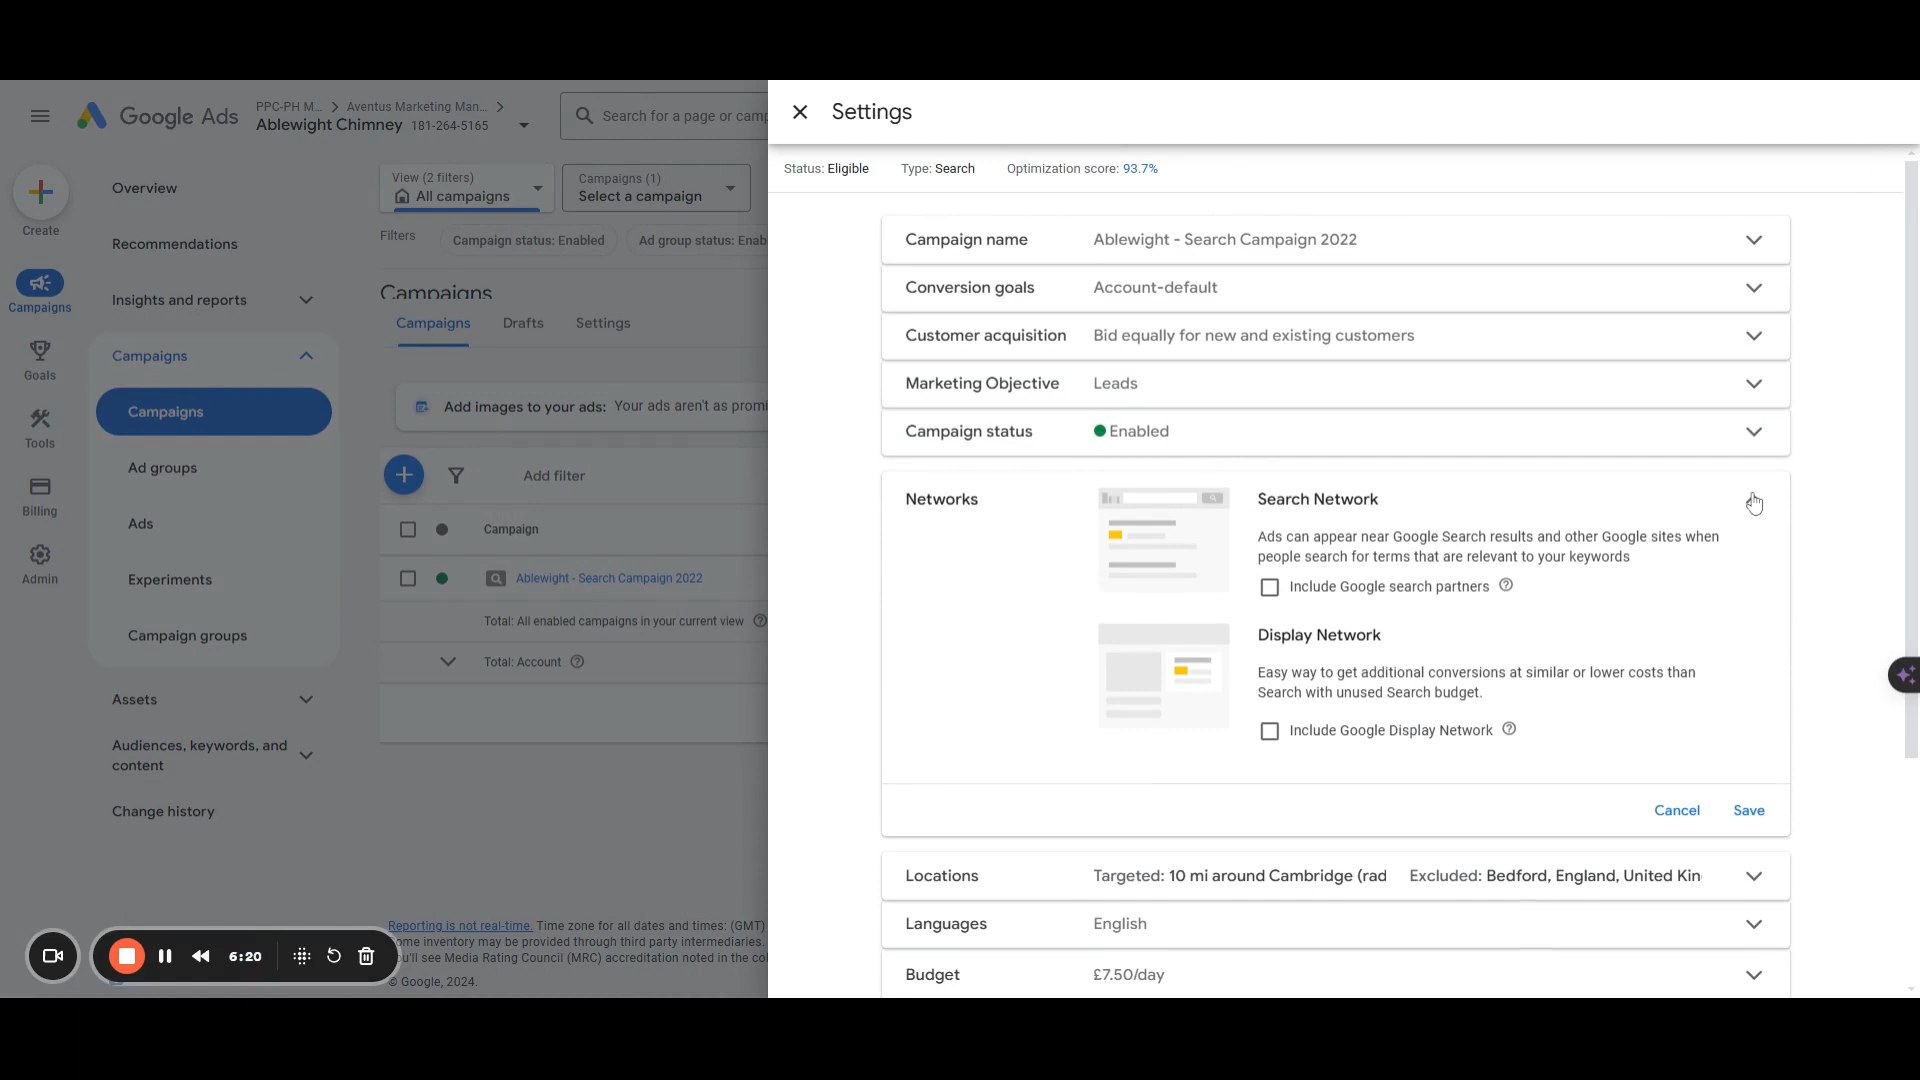 Google Ads
PPC-PH M... > Aventus Marketing Man... >
Ablewight Chimney 181-264-5165
Search for a page or camp
Create
Campaigns
Goals
Tools
Billing
Admin
Overview
Recommendations
Insights and reports
Campaigns
Campaigns
Ad groups
Ads
Experiments
Campaign groups
Assets
Audiences, keywords, and
content
Change history
View (2 filters)
All campaigns
Campaigns (1)
Select a campaign
Filters
Campaign status: Enabled
Ad group status: Enab
Campaigns
Campaigns
Drafts
Settings
Add images to your ads: Your ads aren't as promi
Add filter
Campaign
Ablewight - Search Campaign 2022
Total: All enabled campaigns in your current view
Total: Account
Reporting is not real-time. Time zone for all dates and times: (GMT)
ome inventory may be provided through third party intermediaries.
ou'll see Media Rating Council (MRC) accreditation noted in the col
© Google, 2024.
6:20
Settings
Status: Eligible
Type: Search
Optimization score: 93.7%
Campaign name
Ablewight - Search Campaign 2022
Conversion goals
Account-default
Customer acquisition
Bid equally for new and existing customers
Marketing Objective
Leads
Campaign status
Enabled
Networks
Search Network
Ads can appear near Google Search results and other Google sites when
people search for terms that are relevant to your keywords
Include Google search partners
Display Network
Easy way to get additional conversions at similar or lower costs than
Search with unused Search budget.
Include Google Display Network
Cancel
Save
Locations
Targeted: 10 mi around Cambridge (rad
Excluded: Bedford, England, United Kin
Languages
English
Budget
£7.50/day